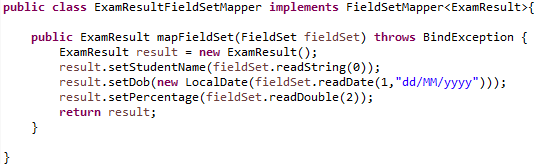 public class ExamResultFieldSetMapper implements FieldSetMapper<ExamResult>{
public ExamResult mapFieldSet(FieldSet fieldSet) throws BindException {
ExamResult result = new ExamResult();
result.setStudentName(fieldSet.readString(0));
result.setDob(new LocalDate(fieldSet.readDate(1,"dd/MM/yyyy")));
result.setPercentage(fieldSet.readDouble(2));
return result;
}
}